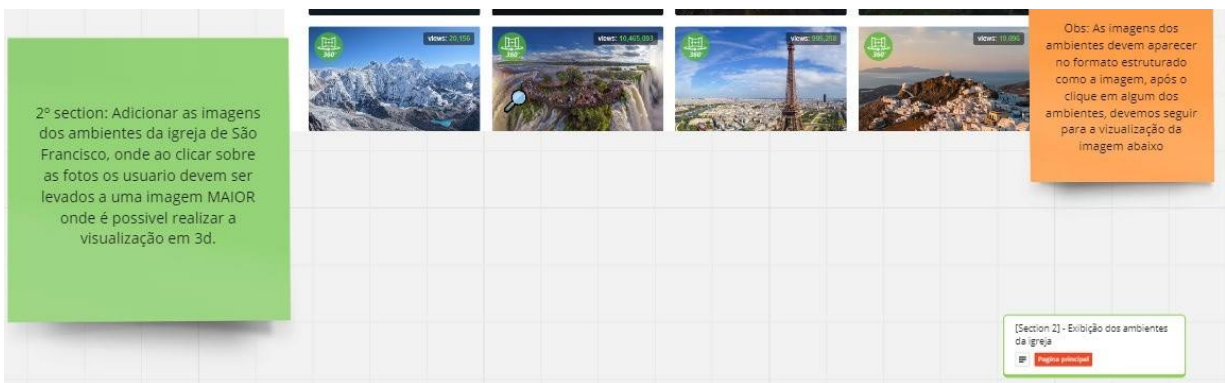 2º section: Adicionar as imagens
dos ambientes da igreja de São
Francisco, onde ao clicar sobre
as fotos os usuario devem ser
levados a uma imagem MAIOR
onde é possivel realizar a
visualização em 3d.
360°
views: 20,156
360°
views: 10,465,093
360°
views: 999,258
360°
views: 10,096
Obs: As imagens dos
ambientes devem aparecer
no formato estruturado
como a imagem, após o
clique em algum dos
ambientes, devemos seguir
para a vizualização da
imagem abaixo
[Section 2] - Exibição dos ambientes
da igreja
Pagina principal